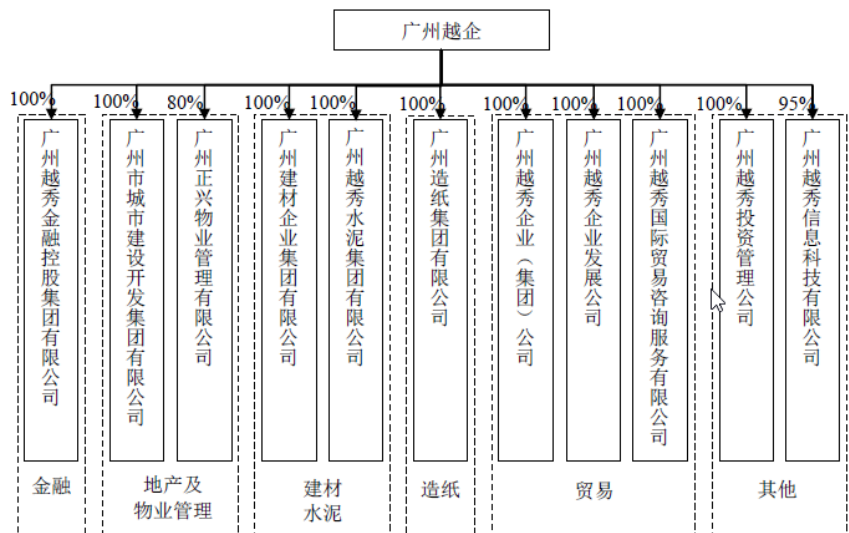 广州越企
100%
100%
80%
100%
100%
100%
100%
100%
100%
100%
95%
广州越秀金融控股集团有限公司
广州市城市建设开发集团有限公司
广州正兴物业管理有限公司
广州建材企业集团有限公司
广州越秀水泥集团有限公司
广州造纸集团有限公司
广州越秀企业（集团）公司
广州越秀企业发展公司
广州越秀国际贸易咨询服务有限公司
广州越秀投资管理公司
广州越秀信息科技有限公司
金融
地产及
物业管理
建材
水泥
造纸
贸易
其他